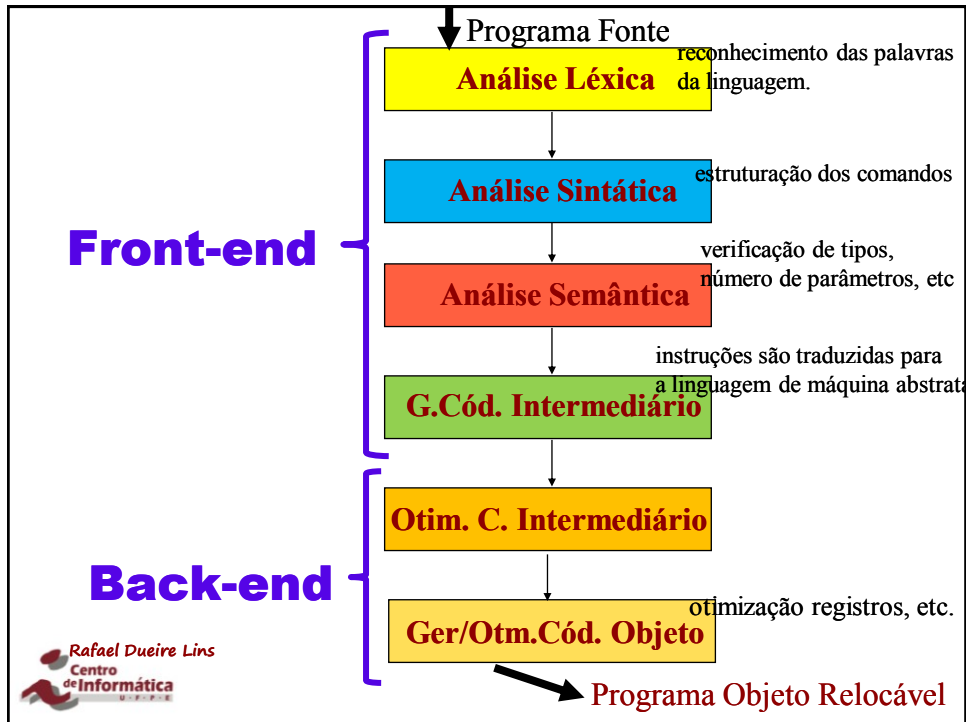 Programa Fonte
Análise Léxica
reconhecimento das palavras
da linguagem.
Análise Sintática
estruturação dos comandos
Front-end
Análise Semântica
verificação de tipos,
número de parâmetros, etc
instruções são traduzidas para
a linguagem de máquina abstrata
G.Cód. Intermediário
Otim. C. Intermediário
Back-end
Ger/Otm.Cód. Objeto
otimização registros, etc.
Rafael Dueire Lins
Centro
de Informática
U • F • P • E
Programa Objeto Relocável